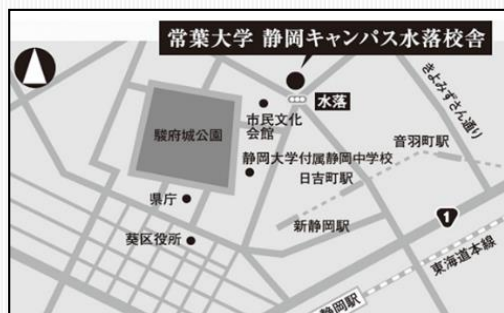 常葉大学 静岡キャンパス水落校舎
水落
市民文化
会館
きよみずさん通り
駿府城公園
音羽町駅
静岡大学付属静岡中学校
日吉町駅
県庁
新静岡駅
1
葵区役所
東海道本線
静岡駅